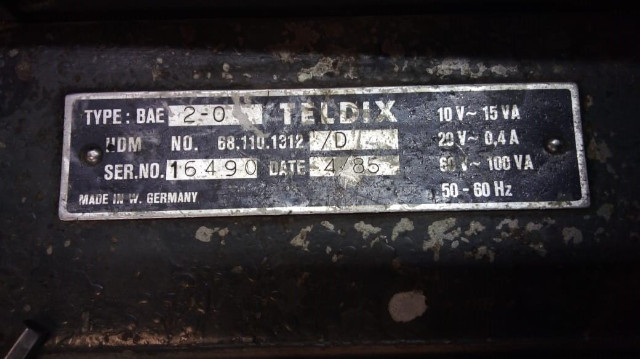 TYPE: BAE 2-0 TELDIX
NO. 68.110.1312 /D/
SER.NO. 16490 DATE 4/85
MADE IN W. GERMANY
10 V~ 15 VA
20 V~ 0,4 A
60 V~ 100 VA
50-60 Hz